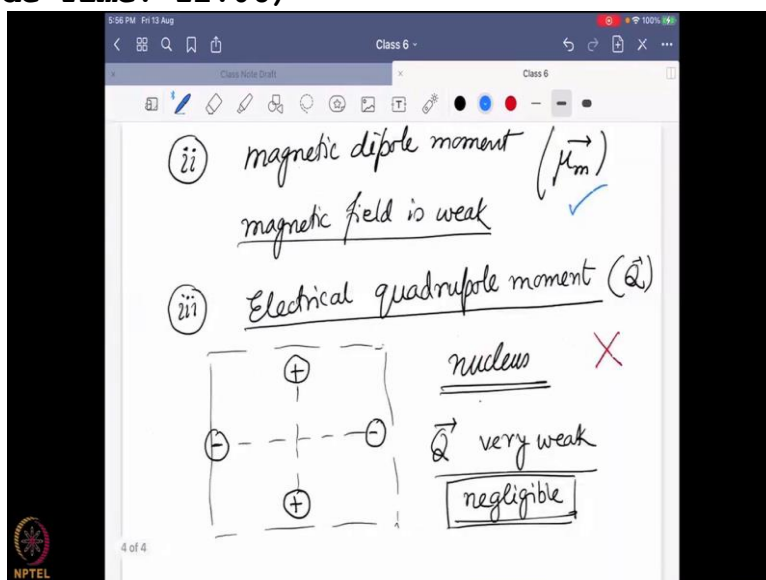 5:56 PM Fri 13 Aug
100%
Class 6
Class Note Draft
Class 6
ii magnetic dipole moment (μm)
magnetic field is weak
iii Electrical quadrupole moment (Q)
nucleus
Q very weak
negligible
4 of 4
NPTEL